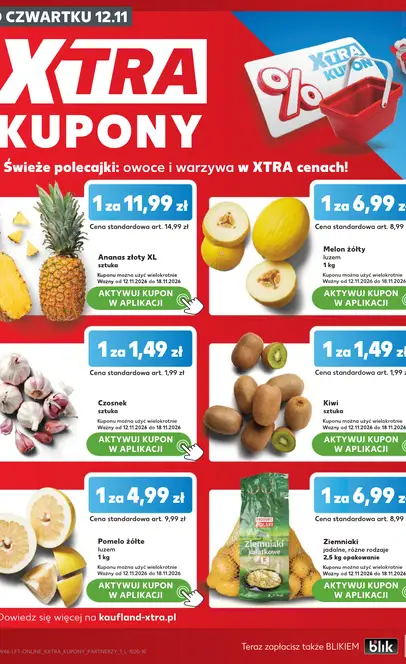 CZWARTKU 12.11
XTRA
KUPONY
XTRA
KUPON
%
Świeże polecajki: owoce i warzywa w XTRA cenach!
1 za 11,99 zł
Cena standardowa art. 14,99 zł
Ananas złoty XL
sztuka
Kuponu można użyć wielokrotnie
Ważny od 12.11.2026 do 18.11.2026
AKTYWUJ KUPON
W APLIKACJI
1 za 6,99
Cena standardowa art. 8,99
Melon żółty
luzem
1 kg
Kuponu można użyć wielokrotnie
Ważny od 12.11.2026 do 18.11.2026
AKTYWUJ KUPON
W APLIKACJI
1 za 1,49 zł
Cena standardowa art. 1,99 zł
Czosnek
sztuka
Kuponu można użyć wielokrotnie
Ważny od 12.11.2026 do 18.11.2026
AKTYWUJ KUPON
W APLIKACJI
1 za 1,49
Cena standardowa art. 1,99
Kiwi
sztuka
Kuponu można użyć wielokrotnie
Ważny od 12.11.2026 do 18.11.2026
AKTYWUJ KUPON
W APLIKACJI
1 za 4,99 zł
Cena standardowa art. 9,99 zł
Pomelo żółte
luzem
1 kg
Kuponu można użyć wielokrotnie
Ważny od 12.11.2026 do 18.11.2026
AKTYWUJ KUPON
W APLIKACJI
1 za 6,99
Cena standardowa art. 8,99
Ziemniaki
jadalne, różne rodzaje
2,5 kg opakowanie
Kuponu można użyć wielokrotnie
Ważny od 12.11.2026 do 18.11.2026
AKTYWUJ KUPON
W APLIKACJI
Ziemniaki
sałatkowe
Dowiedz się więcej na kaufland-xtra.pl
Teraz zapłacisz także BLIKIEM
blik